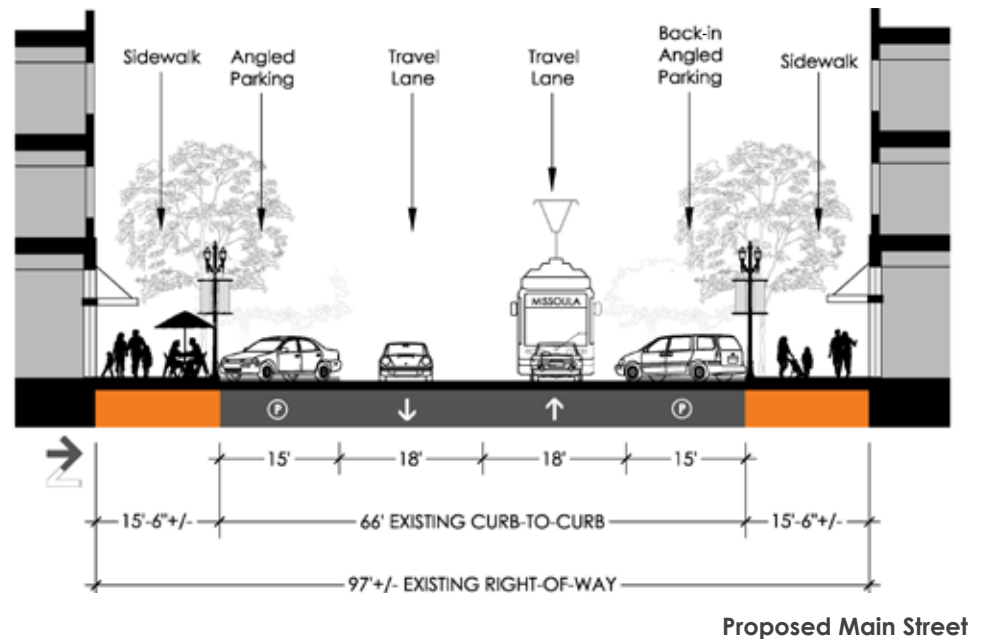 Sidewalk
Angled
Parking
Travel
Lane
Travel
Lane
Back-in
Angled
Parking
Sidewalk
MISSOULA
P
P
Z
15'
18'
18'
15'
15'-6"+/-
66' EXISTING CURB-TO-CURB
15'-6"+/-
97'+/- EXISTING RIGHT-OF-WAY
Proposed Main Street